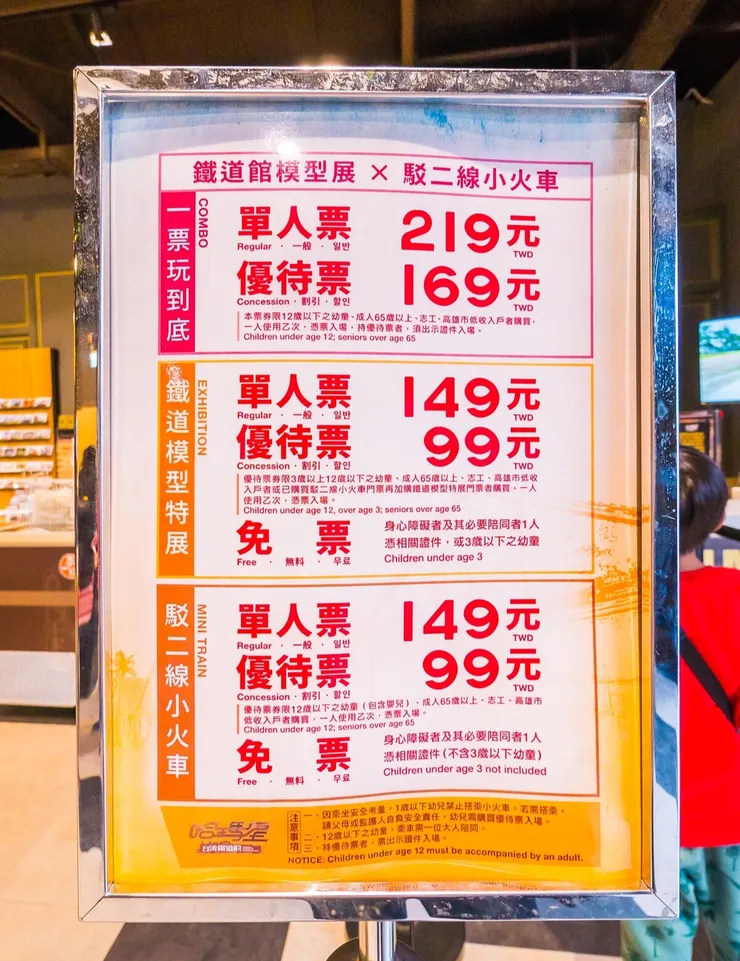 鐵道館模型展 × 駁二線小火車
一票玩到底
COMBO
單人票 219元
Regular · 一般 · 일반 TWD
優待票 169元
Concession · 割引 · 할인 TWD
本票券限12歲以下之幼童、成人65歲以上、志工、高雄市低收入戶者購買，
一人使用乙次，憑票入場，持優待票者，須出示證件入場。
Children under age 12; seniors over age 65
鐵道模型特展
EXHIBITION
單人票 149元
Regular · 一般 · 일반 TWD
優待票 99元
Concession · 割引 · 할인 TWD
優待票券限3歲以上12歲以下之幼童、成人65歲以上、志工、高雄市低收
入戶者或已購買駁二線小火車門票再加購鐵道模型特展門票者購買，一人
使用乙次，憑票入場。
Children under age 12, over age 3; seniors over age 65
免票 身心障礙者及其必要陪同者1人
憑相關證件，或3歲以下之幼童
Free · 無料 · 무료 Children under age 3
駁二線小火車
MINI TRAIN
單人票 149元
Regular · 一般 · 일반 TWD
優待票 99元
Concession · 割引 · 할인 TWD
優待票券限12歲以下之幼童（包含嬰兒）、成人65歲以上、志工、高雄市
低收入戶者購買，一人使用乙次，憑票入場。
Children under age 12; seniors over age 65
免票 身心障礙者及其必要陪同者1人
憑相關證件(不含3歲以下幼童)
Free · 無料 · 무료 Children under age 3 not included
哈瑪星
台灣鐵道館
注意事項
一、因乘坐安全考量，1歲以下幼兒禁止搭乘小火車。若需搭乘，
請父母或監護人自負安全責任，幼兒需購買優待票入場。
二、12歲以下之幼童，乘車需一位大人陪同。
三、持優待票者，需出示證件入場。
NOTICE: Children under age 12 must be accompanied by an adult.